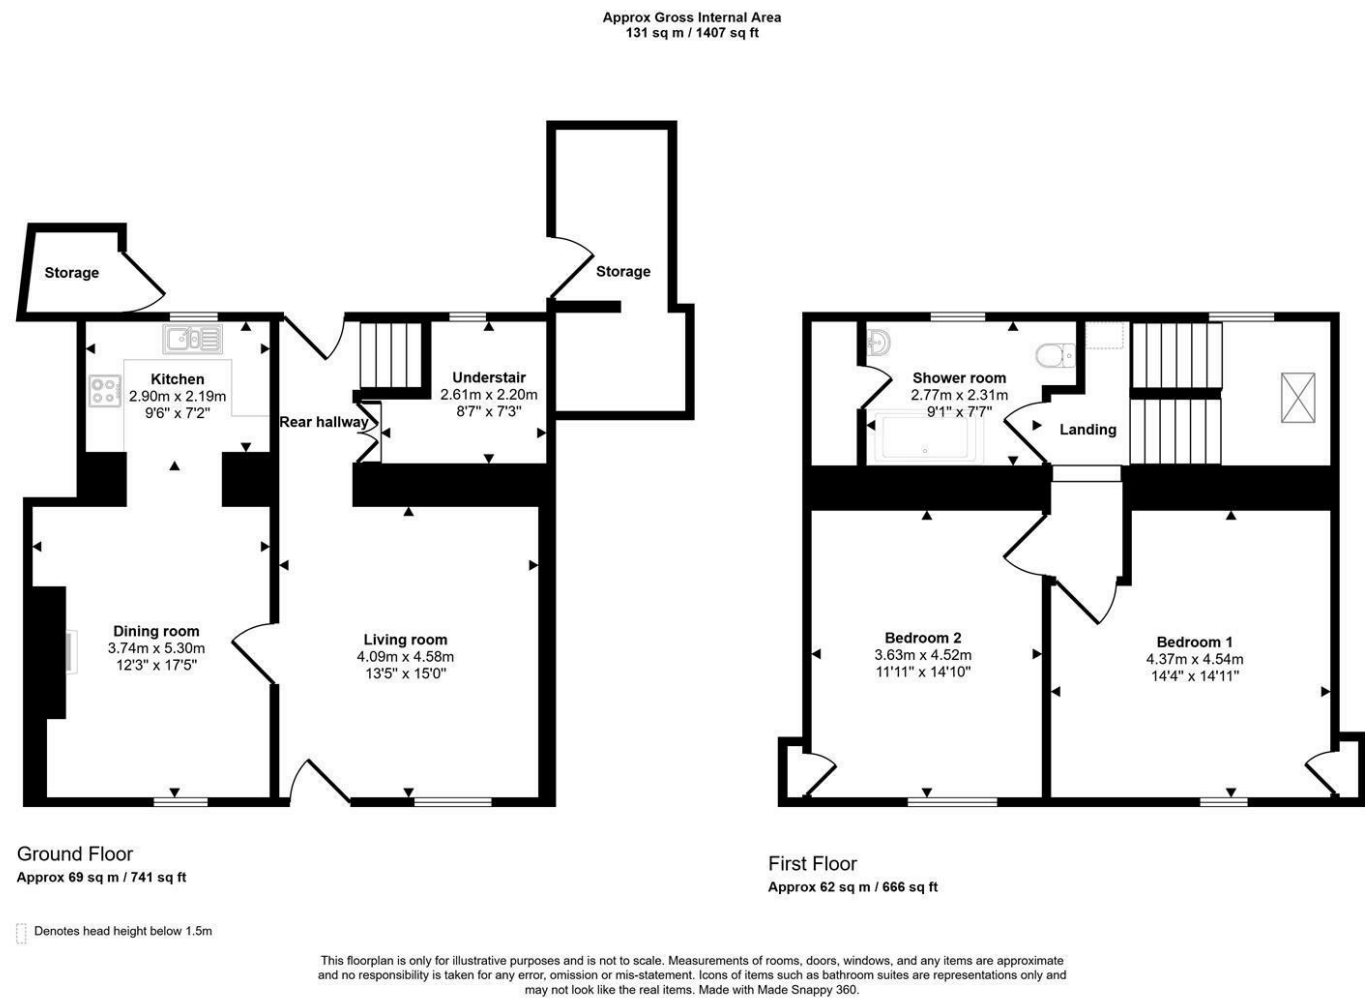 Approx Gross Internal Area
131 sq m / 1407 sq ft
Storage
Storage
Kitchen
2.90m x 2.19m
9'6" x 7'2"
Understair
2.61m x 2.20m
8'7" x 7'3"
Rear hallway
Dining room
3.74m x 5.30m
12'3" x 17'5"
Living room
4.09m x 4.58m
13'5" x 15'0"
Shower room
2.77m x 2.31m
9'1" x 7'7"
Landing
Bedroom 2
3.63m x 4.52m
11'11" x 14'10"
Bedroom 1
4.37m x 4.54m
14'4" x 14'11"
Ground Floor
Approx 69 sq m / 741 sq ft
First Floor
Approx 62 sq m / 666 sq ft
Denotes head height below 1.5m
This floorplan is only for illustrative purposes and is not to scale. Measurements of rooms, doors, windows, and any items are approximate
and no responsibility is taken for any error, omission or mis-statement. Icons of items such as bathroom suites are representations only and
may not look like the real items. Made with Made Snappy 360.